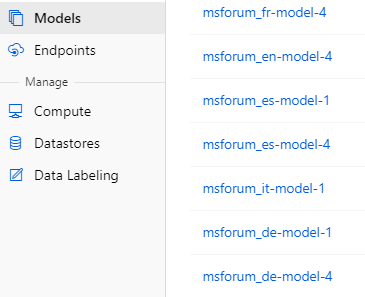 Models
Endpoints
Manage
Compute
Datastores
Data Labeling
msforum_fr-model-4
msforum_en-model-4
msforum_es-model-1
msforum_es-model-4
msforum_it-model-1
msforum_de-model-1
msforum_de-model-4